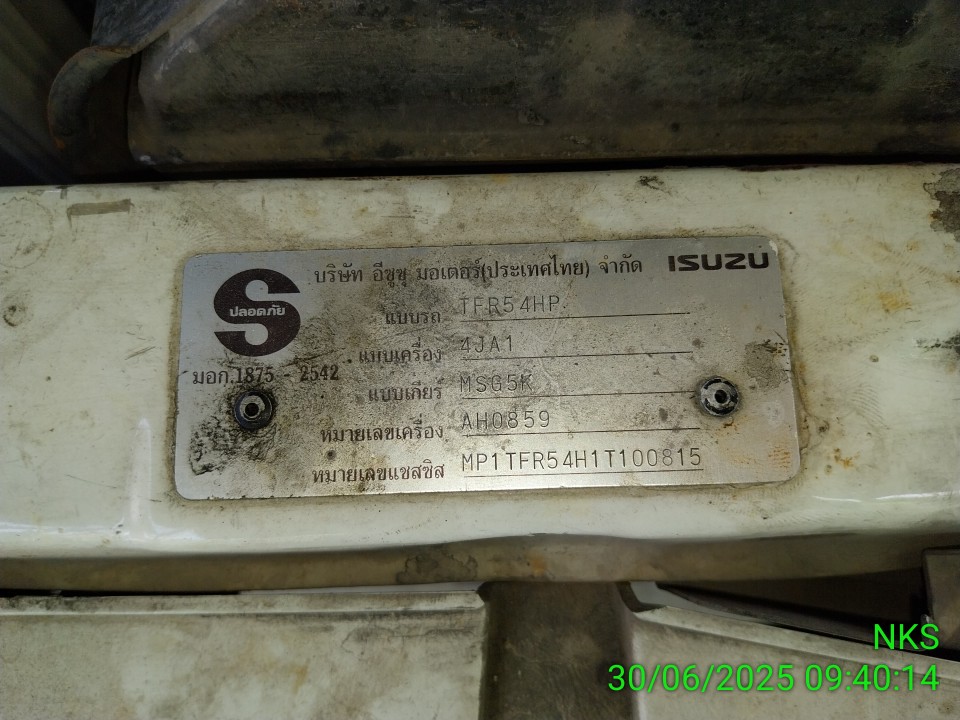 บริษัท อีซูซุ มอเตอร์(ประเทศไทย) จำกัด ISUZU
S
ปลอดภัย
แบบรถ TFR54HP
แบบเครื่อง 4JA1
มอก.1875 - 2542
แบบเกียร์ MSG5K
หมายเลขเครื่อง AH0859
หมายเลขแชสซิส MP1TFR54H1T100815
NKS
30/06/2025 09:40:14